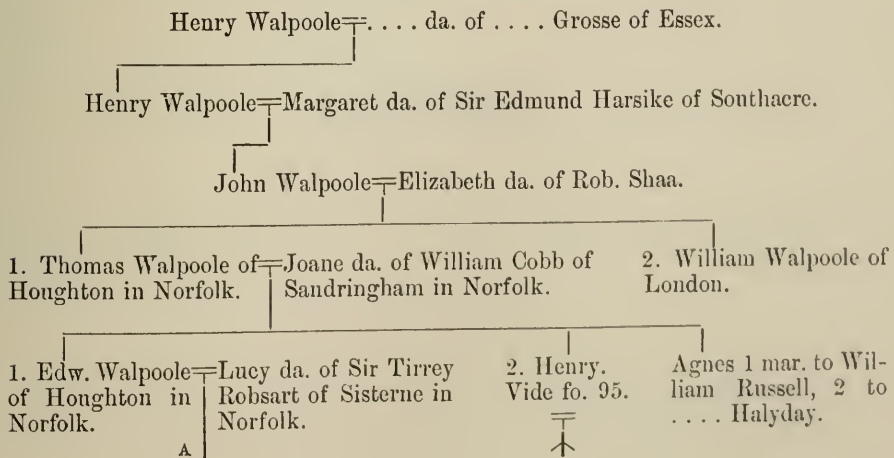 Henry Walpoole=. . . . da. of . . . . Grosse of Essex.
Henry Walpoole=Margaret da. of Sir Edmund Harsike of Southacre.
John Walpoole=Elizabeth da. of Rob. Shaa.
1. Thomas Walpoole of
Houghton in Norfolk.
=Joane da. of William Cobb of
Sandringham in Norfolk.
2. William Walpoole of
London.
1. Edw. Walpoole
of Houghton in
Norfolk.
=Lucy da. of Sir Tirrey
Robsart of Sisterne in
Norfolk.
2. Henry.
Vide fo. 95.
Agnes 1 mar. to Wil-
liam Russell, 2 to
. . . . Halyday.
A